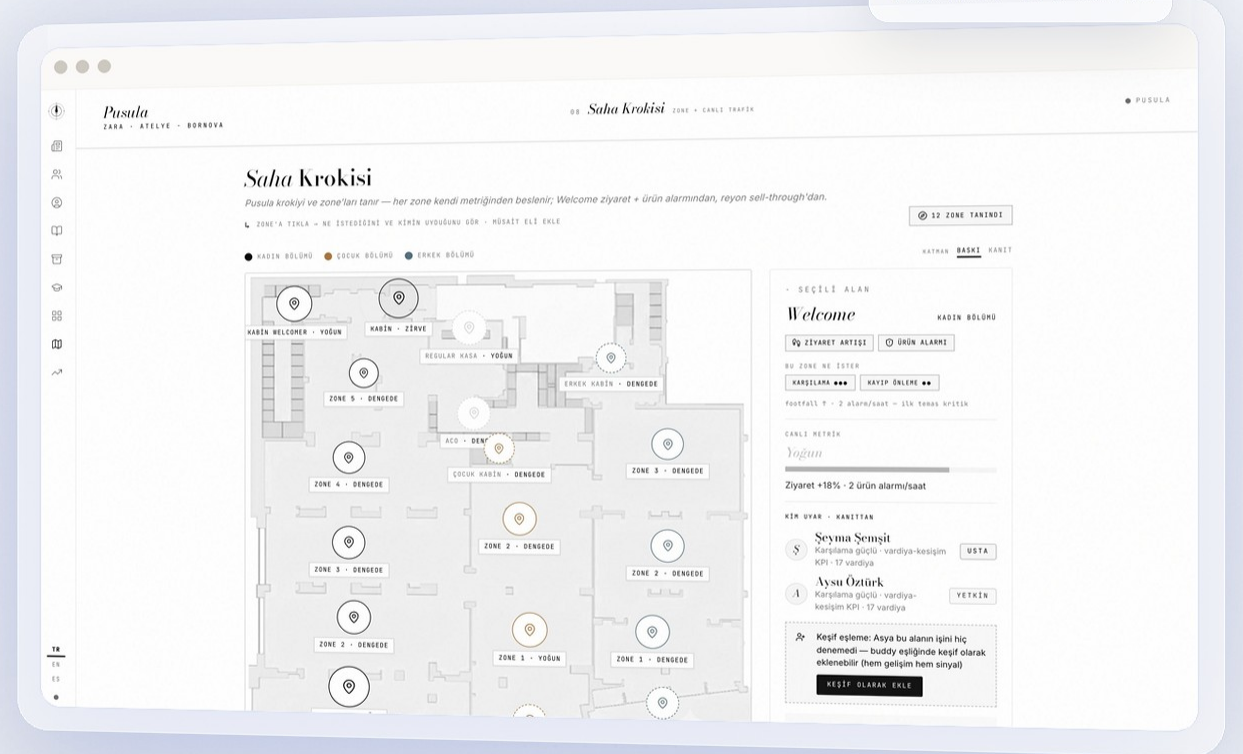 Pusula
ZARA · ATELYE · BORNOVA
08 Saha Krokisi ZONE + CANLI TRAFİK
PUSULA
Saha Krokisi
Pusula krokiyi ve zone'ları tanır — her zone kendi metriğinden beslenir; Welcome ziyaret + ürün alarmından, reyon sell-through'dan.
ZONE'A TIKLA — NE İSTEDİĞİNİ VE KİMİN UYDUĞUNU GÖR · MÜSAİT ELİ EKLE
12 ZONE TANINDI
KADIN BÖLÜMÜ
ÇOCUK BÖLÜMÜ
ERKEK BÖLÜMÜ
KATMAN BASKI KANIT
KABİN WELCOMER · YOĞUN
KABİN · ZİRVE
REGULAR KASA · YOĞUN
ERKEK KABİN · DENGEDE
ZONE 5 · DENGEDE
ACO · DENG
ÇOCUK KABİN · DENGEDE
ZONE 3 · DENGEDE
ZONE 4 · DENGEDE
ZONE 2 · DENGEDE
ZONE 3 · DENGEDE
ZONE 2 · DENGEDE
ZONE 2 · DENGEDE
ZONE 1 · YOĞUN
ZONE 1 · DENGEDE
· SEÇİLİ ALAN
Welcome
KADIN BÖLÜMÜ
ZİYARET ARTIŞI
ÜRÜN ALARMI
BU ZONE NE İSTER
KARŞILAMA ●●●
KAYIP ÖNLEME ●●
footfall ↑ · 2 alarm/saat — ilk temas kritik
CANLI METRİK
Yoğun
Ziyaret +18% · 2 ürün alarmı/saat
KİM UYAR · KANITTAN
Ş
Şeyma Şemşit
Karşılama güçlü · vardiya-kesişim
KPI · 17 vardiya
USTA
A
Aysu Öztürk
Karşılama güçlü · vardiya-
kesişim KPI · 17 vardiya
YETKİN
Keşif eşleme: Asya bu alanın işini hiç
denemedi — buddy eşliğinde keşif olarak
eklenebilir (hem gelişim hem sinyal)
KEŞİF OLARAK EKLE
TR
EN
ES